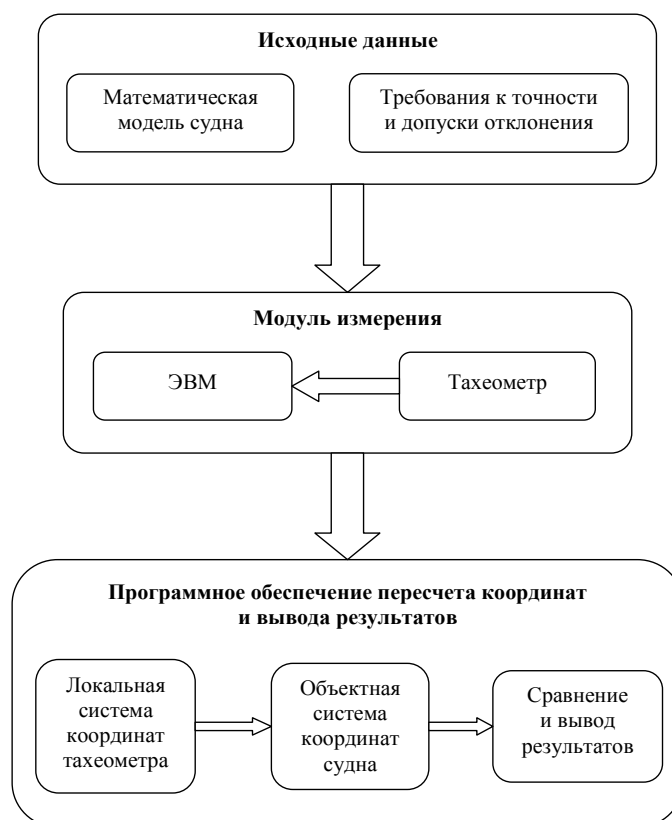 Исходные данные
Математическая
модель судна
Требования к точности
и допуски отклонения
Модуль измерения
ЭВМ
Тахеометр
Программное обеспечение пересчета координат
и вывода результатов
Локальная
система
координат
тахеометра
Объектная
система
координат
судна
Сравнение
и вывод
результатов